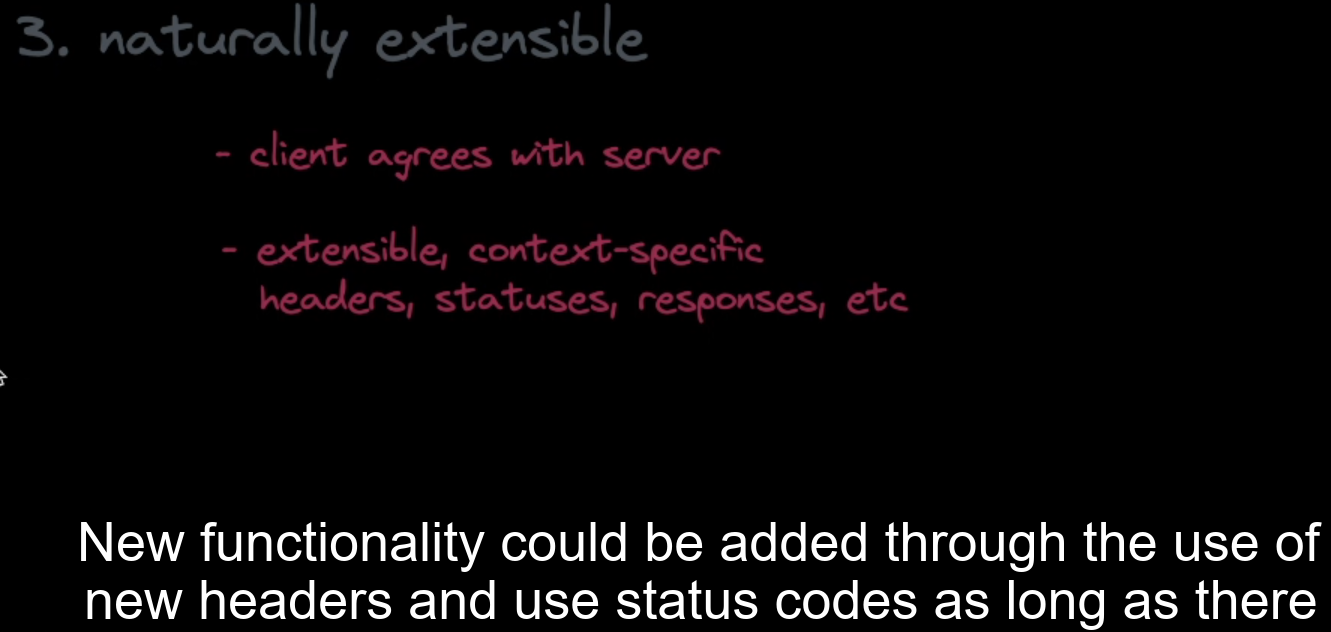 3. naturally extensible
- client agrees with server
- extensible, context-specific
headers, statuses, responses, etc
New functionality could be added through the use of
new headers and use status codes as long as there